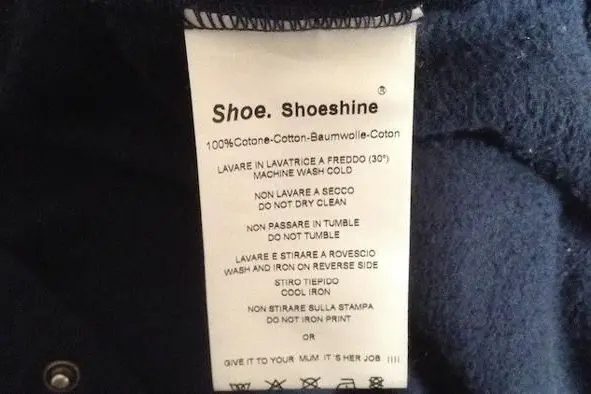 ®
Shoe. Shoeshine
100%Cotone-Cotton-Baumwolle-Coton
LAVARE IN LAVATRICE A FREDDO (30°)
MACHINE WASH COLD
NON LAVARE A SECCO
DO NOT DRY CLEAN
NON PASSARE IN TUMBLE
DO NOT TUMBLE
LAVARE E STIRARE A ROVESCIO
WASH AND IRON ON REVERSE SIDE
STIRO TIEPIDO
COOL IRON
NON STIRARE SULLA STAMPA
DO NOT IRON PRINT
OR
GIVE IT TO YOUR MUM IT'S HER JOB !!!!